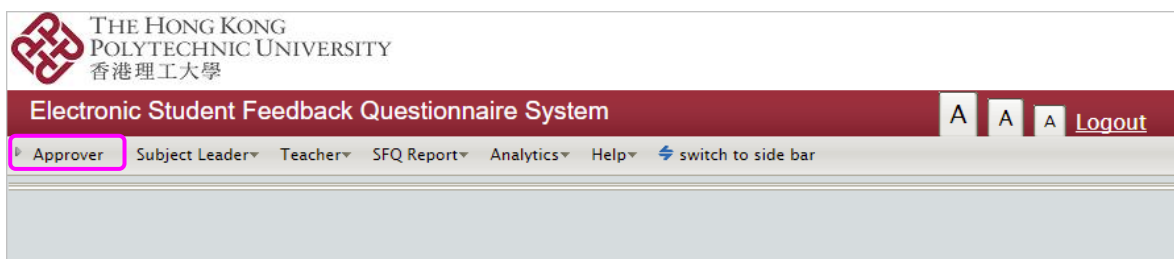 THE HONG KONG
POLYTECHNIC UNIVERSITY
香港理工大學
Electronic Student Feedback Questionnaire System
A A A Logout
Approver Subject Leader Teacher SFQ Report Analytics Help switch to side bar